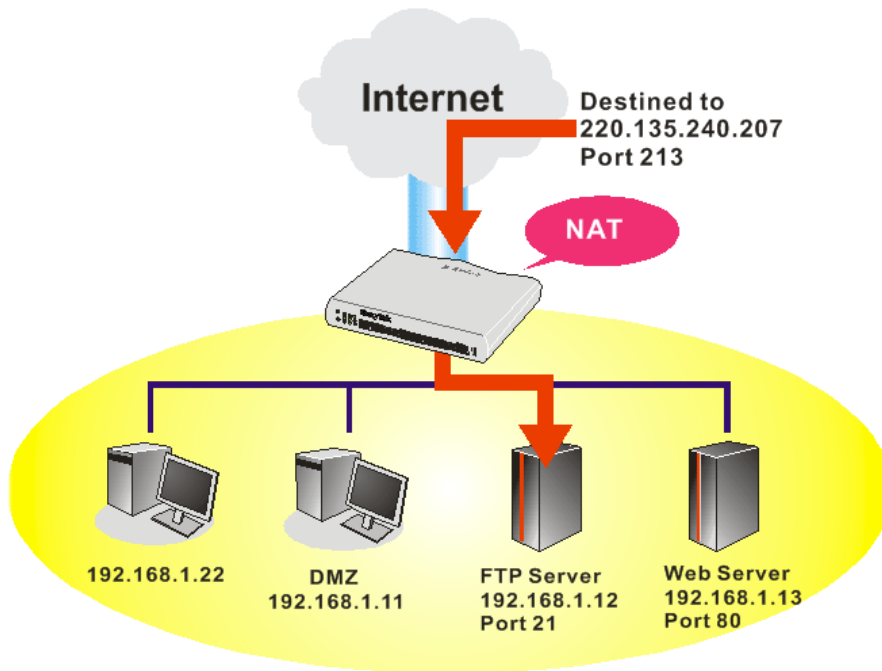 Internet
Destined to
220.135.240.207
Port 213
NAT
192.168.1.22
DMZ
192.168.1.11
FTP Server
192.168.1.12
Port 21
Web Server
192.168.1.13
Port 80